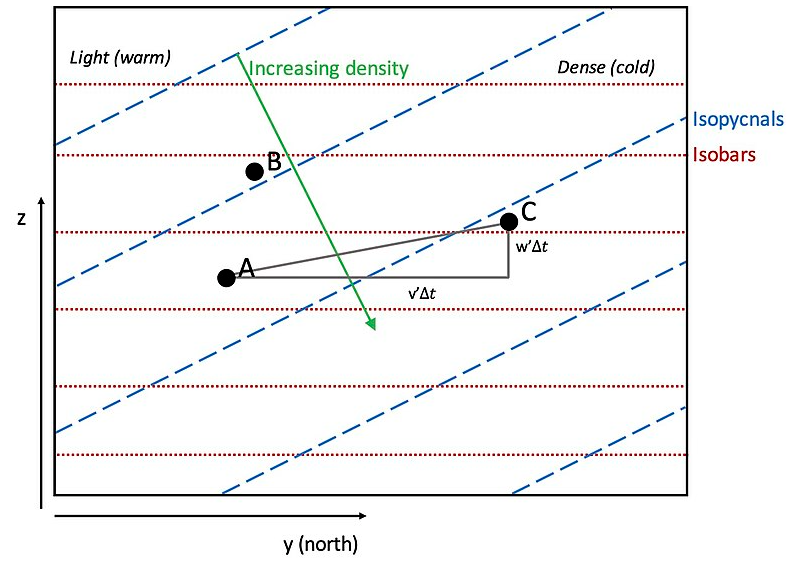 Light (warm)
Increasing density
Dense (cold)
Isopycnals
B
Isobars
z
C
w'Δt
A
v'Δt
y (north)